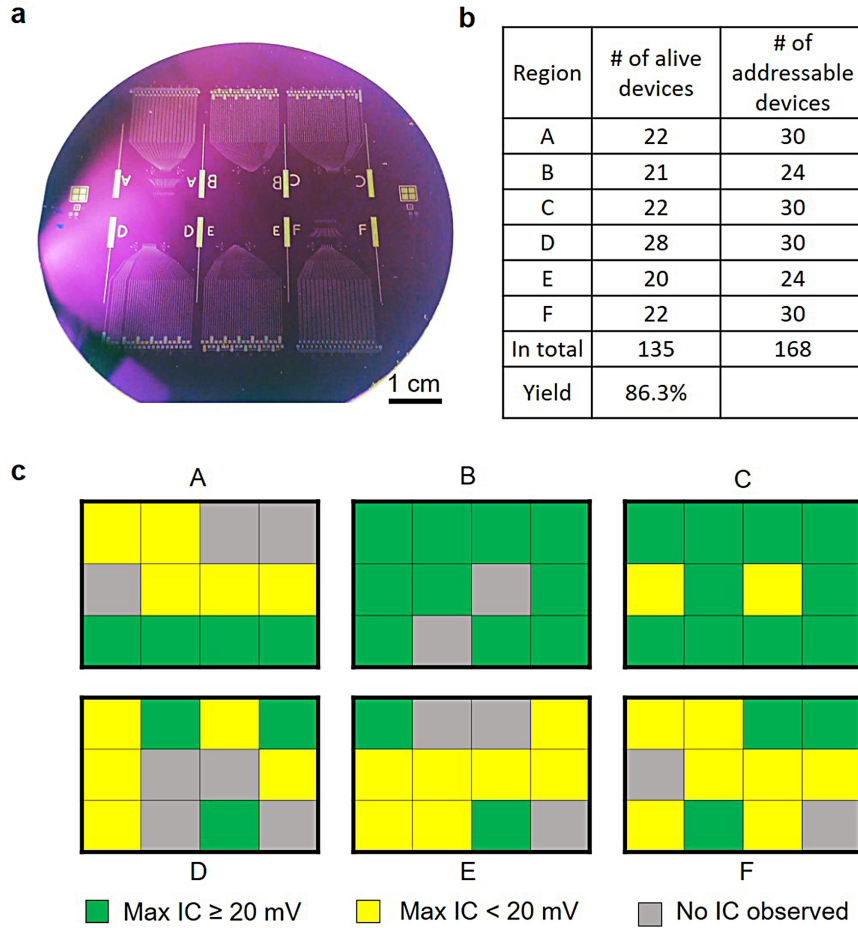 a
A A B B C C
D D E E F F
1 cm
b
Region # of alive devices # of addressable devices
A 22 30
B 21 24
C 22 30
D 28 30
E 20 24
F 22 30
In total 135 168
Yield 86.3%
c
A B C
D E F
Max IC ≥ 20 mV Max IC < 20 mV No IC observed